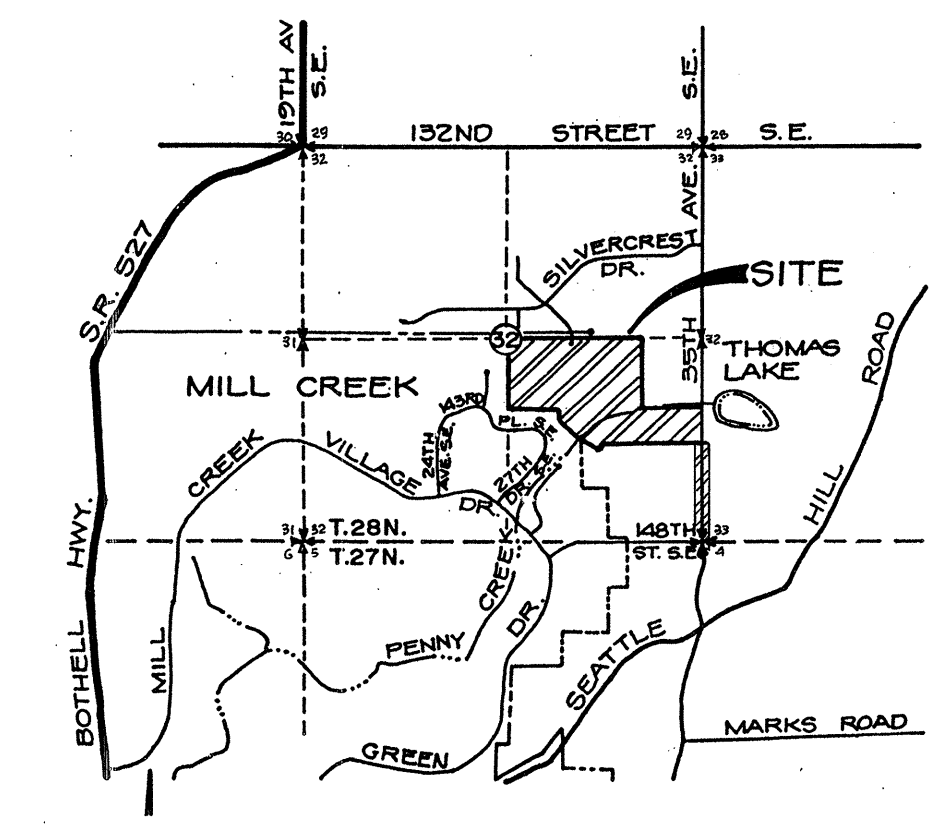 19TH AV
S.E.
S.E.
30 29
132ND STREET S.E.
29 28
32
32 33
AVE.
S.R. 527
SILVERCREST
DR.
SITE
31
32
35TH
32
THOMAS
LAKE
ROAD
MILL CREEK
143RD
PL. S.E.
24TH
AVE. S.E.
CREEK
VILLAGE
DR.
27TH
DR. S.E.
HILL
HWY.
31 32 T.28N.
148TH 33
6 5 T.27N.
ST. S.E. 4
CREEK
DR.
PENNY
MILL
SEATTLE
BOTHELL
GREEN
MARKS ROAD